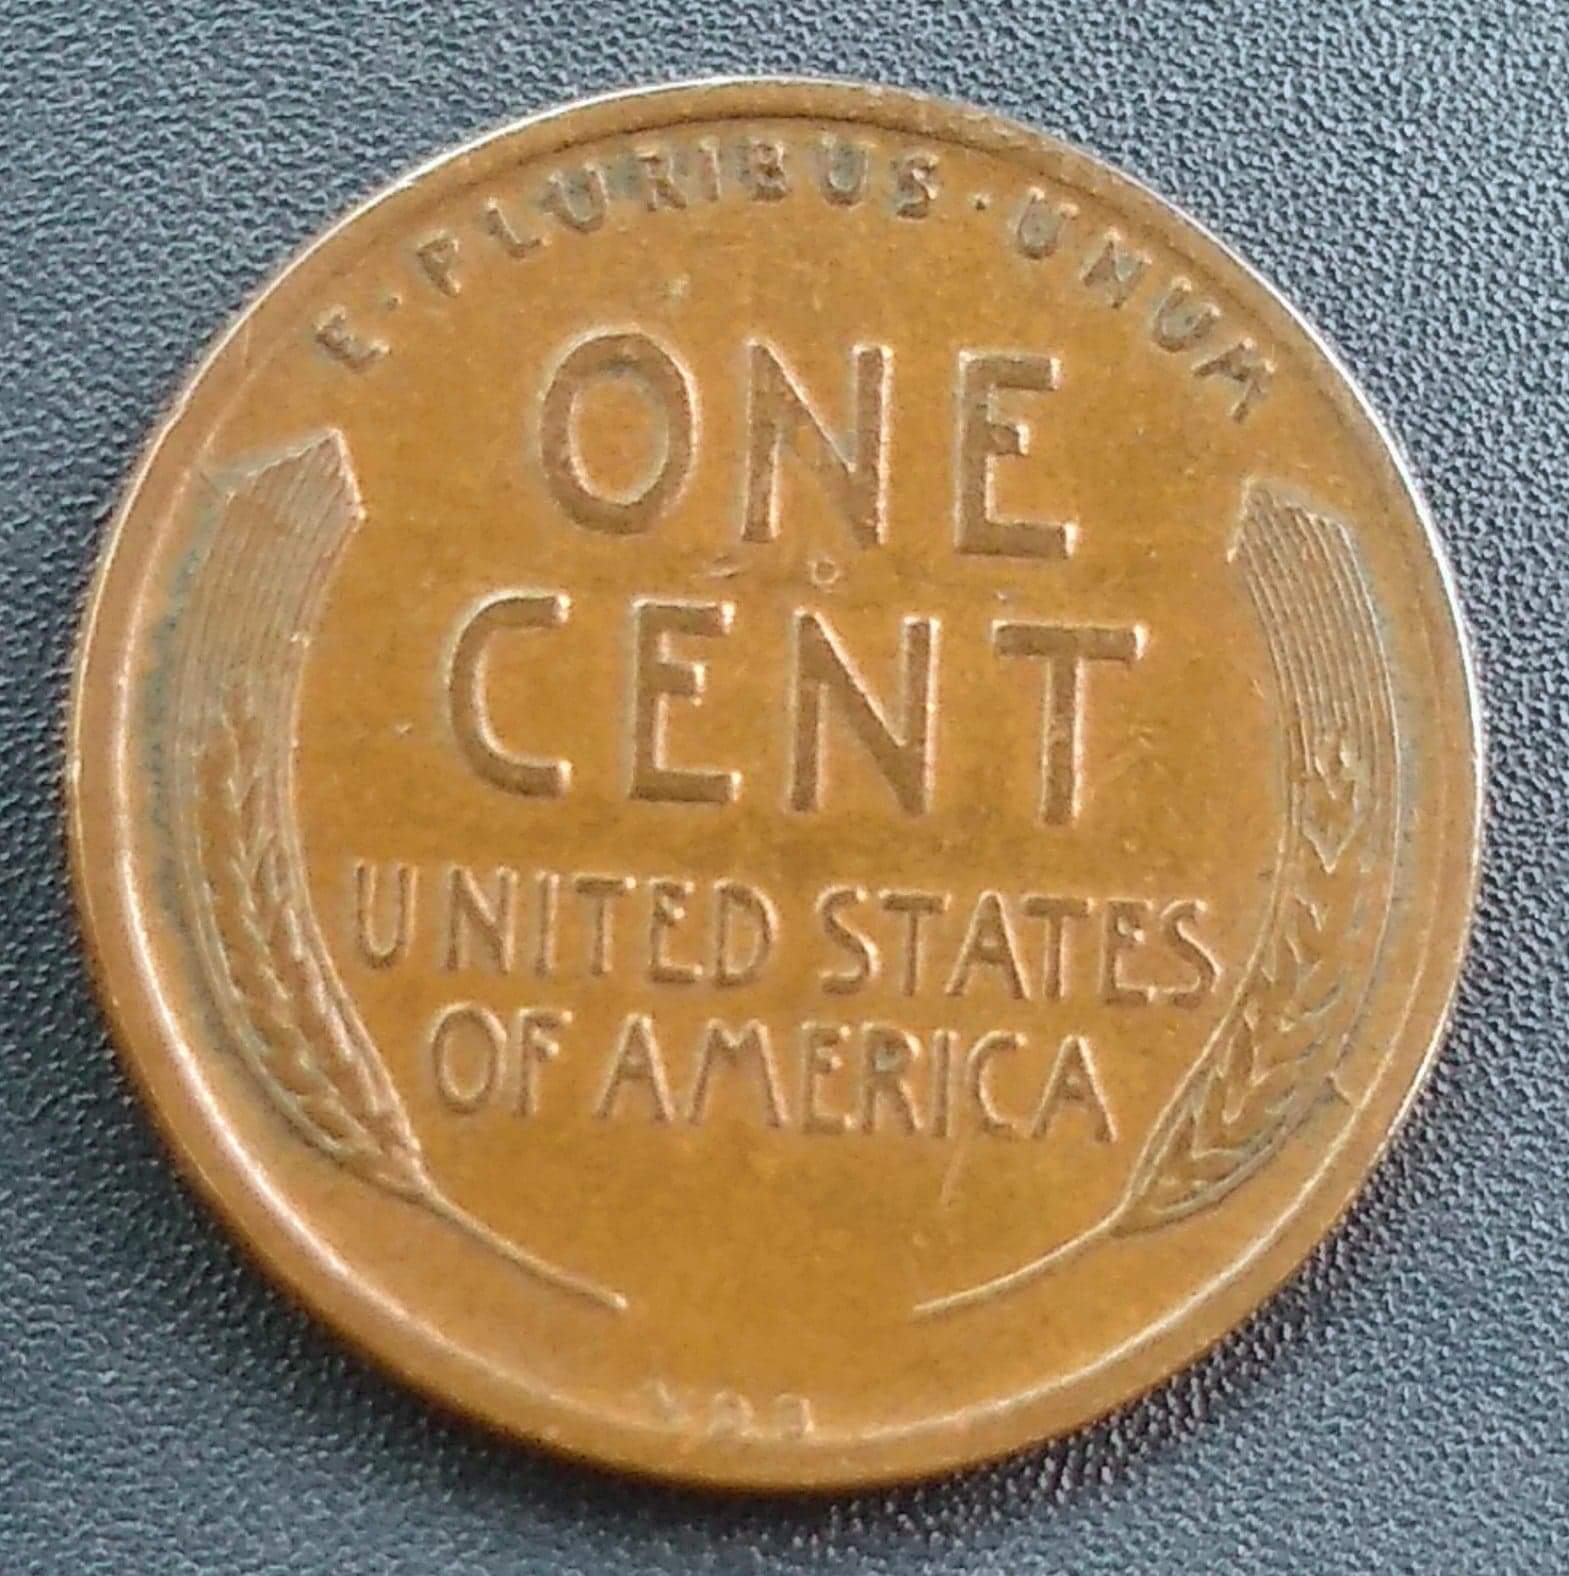 E·PLURIBUS·UNUM
ONE
CENT
UNITED STATES
OF AMERICA